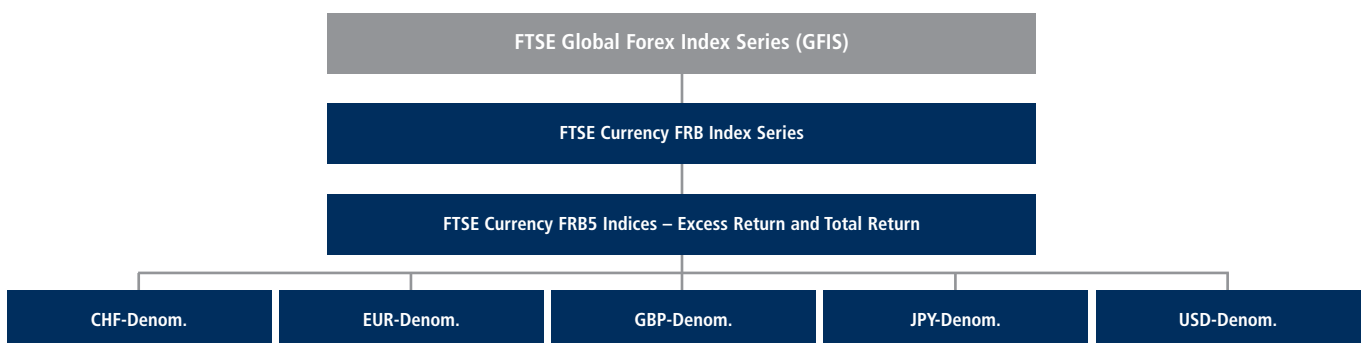 FTSE Global Forex Index Series (GFIS)
FTSE Currency FRB Index Series
FTSE Currency FRB5 Indices – Excess Return and Total Return
CHF-Denom.
EUR-Denom.
GBP-Denom.
JPY-Denom.
USD-Denom.